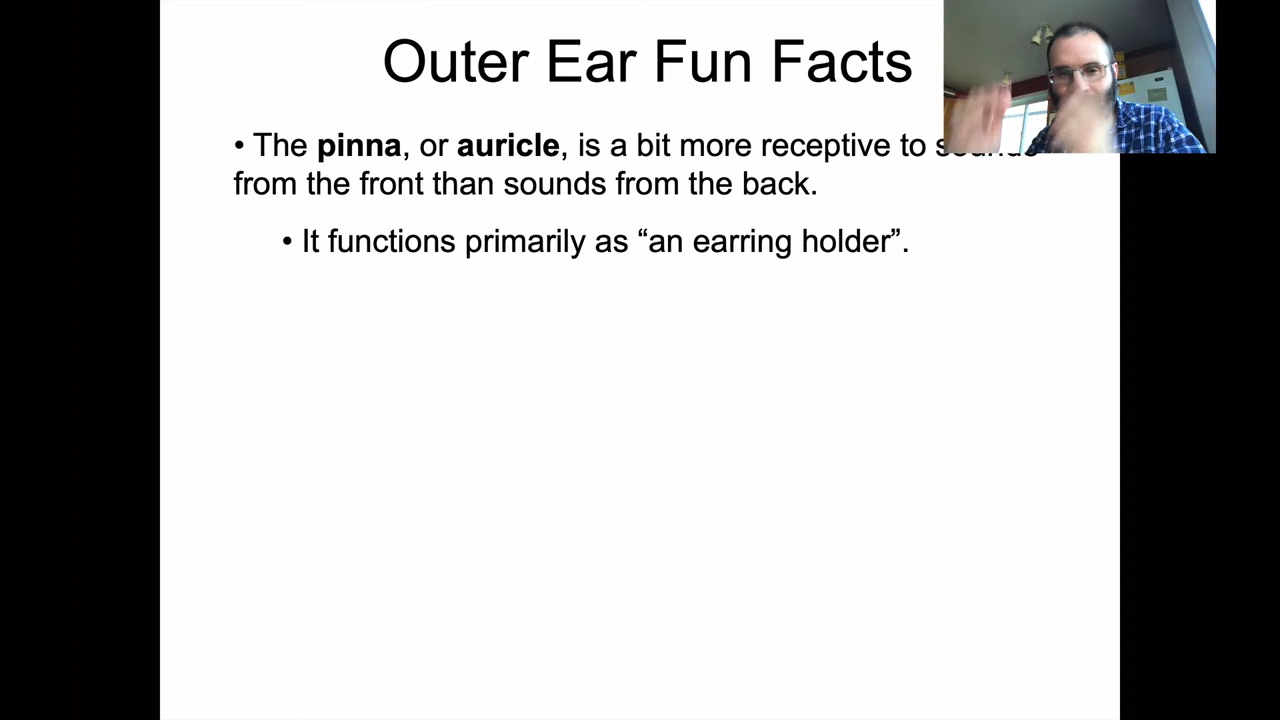 Outer Ear Fun Facts
• The pinna, or auricle, is a bit more receptive to sounds
from the front than sounds from the back.
• It functions primarily as “an earring holder”.